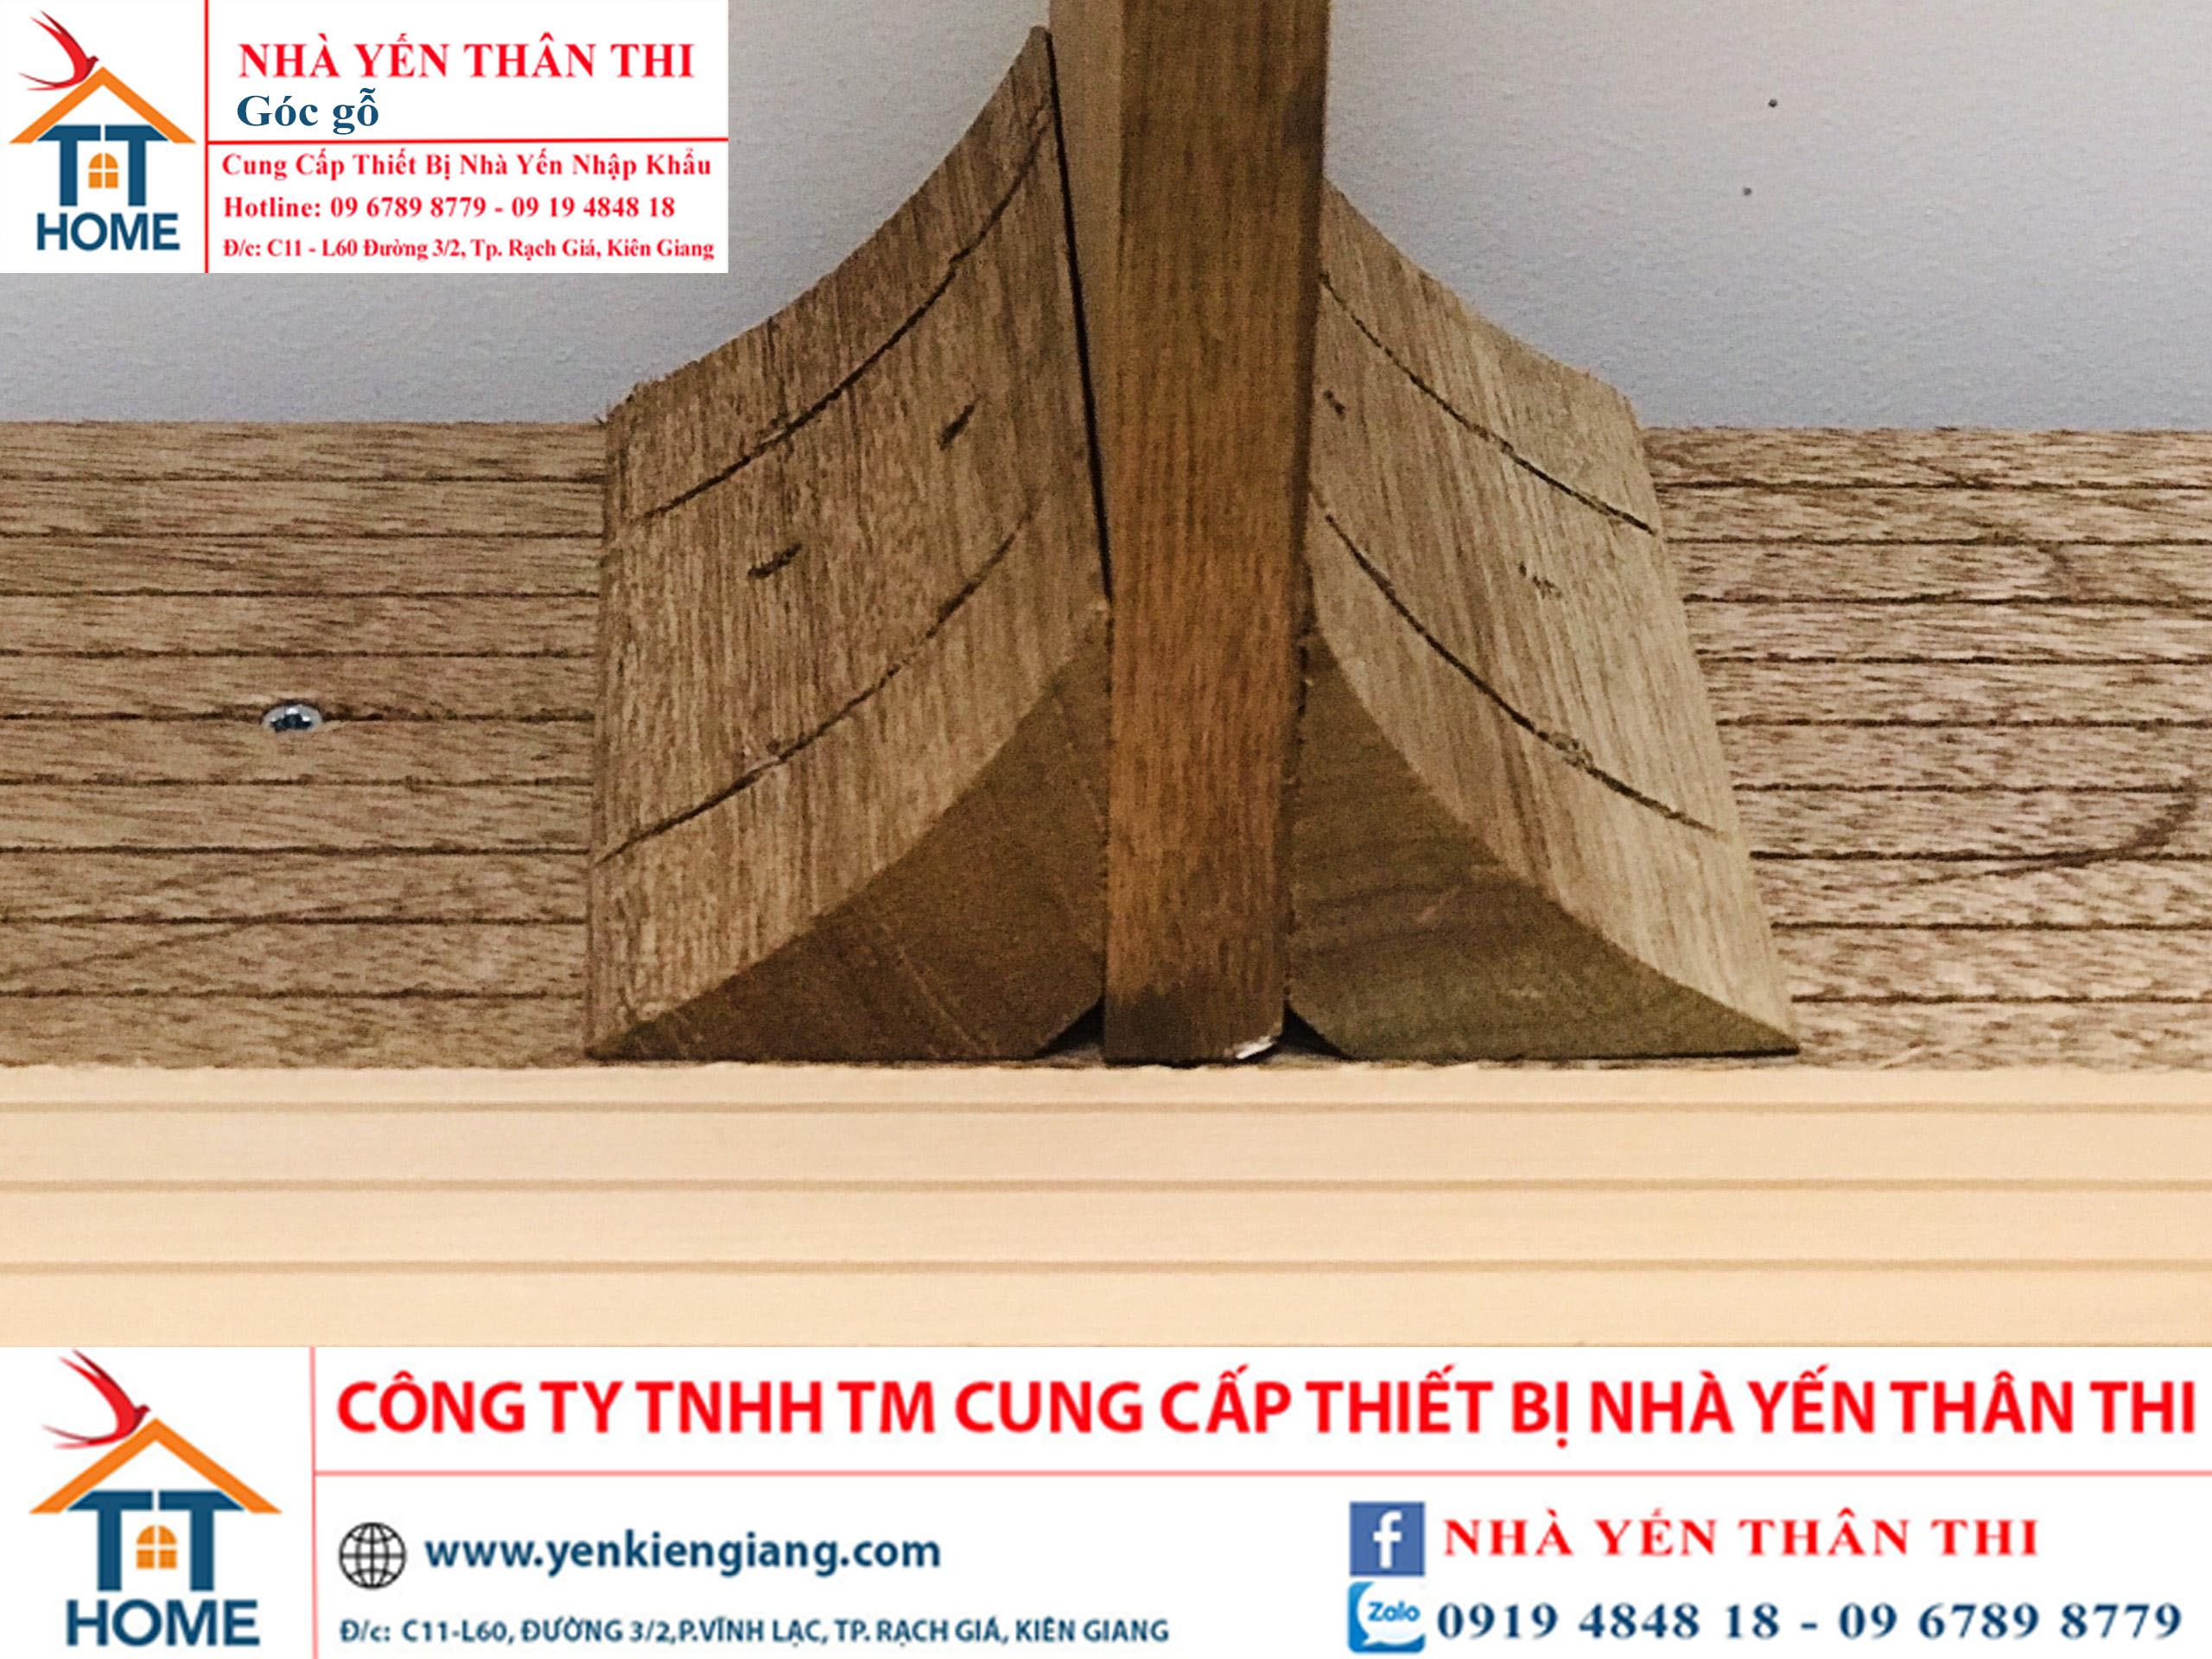 NHÀ YẾN THÂN THI
Góc gỗ
Cung Cấp Thiết Bị Nhà Yến Nhập Khẩu
Hotline: 09 6789 8779 - 09 19 4848 18
Đ/c: C11 - L60 Đường 3/2, Tp. Rạch Giá, Kiên Giang
TT
HOME
CÔNG TY TNHH TM CUNG CẤP THIẾT BỊ NHÀ YẾN THÂN THI
TT
HOME
www.yenkiengiang.com
Đ/c: C11-L60, ĐƯỜNG 3/2,P.VĨNH LẠC, TP. RẠCH GIÁ, KIÊN GIANG
f NHÀ YẾN THÂN THI
Zalo 0919 4848 18 - 09 6789 8779